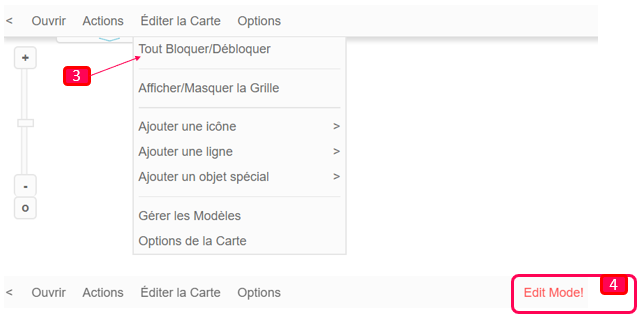 < Ouvrir Actions Éditer la Carte Options
Tout Bloquer/Débloquer
3
Afficher/Masquer la Grille
Ajouter une icône >
Ajouter une ligne >
Ajouter un objet spécial >
Gérer les Modèles
Options de la Carte
+
-
o
< Ouvrir Actions Éditer la Carte Options Edit Mode! 4